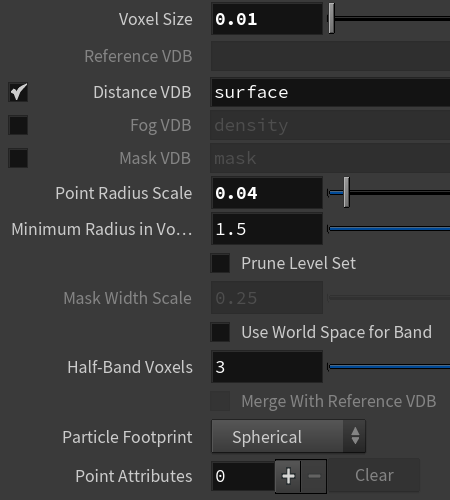 Voxel Size 0.01
Reference VDB
Distance VDB surface
Fog VDB density
Mask VDB mask
Point Radius Scale 0.04
Minimum Radius in Vo... 1.5
Prune Level Set
Mask Width Scale 0.25
Use World Space for Band
Half-Band Voxels 3
Merge With Reference VDB
Particle Footprint Spherical
Point Attributes 0 + − Clear